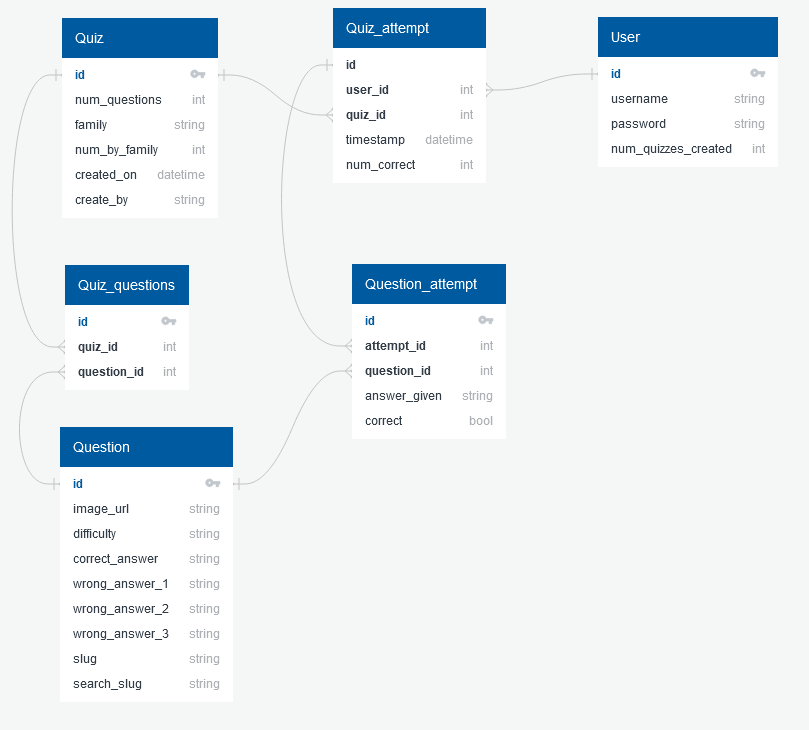 Quiz
id
num_questions int
family string
num_by_family int
created_on datetime
create_by string
Quiz_attempt
id
user_id int
quiz_id int
timestamp datetime
num_correct int
User
id
username string
password string
num_quizzes_created int
Quiz_questions
id
quiz_id int
question_id int
Question_attempt
id
attempt_id int
question_id int
answer_given string
correct bool
Question
id
image_url string
difficulty string
correct_answer string
wrong_answer_1 string
wrong_answer_2 string
wrong_answer_3 string
slug string
search_slug string